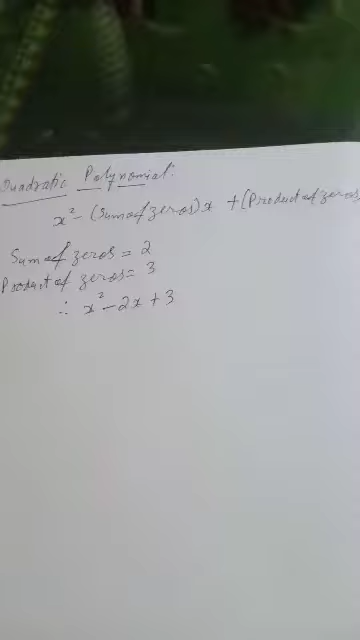 Quadratic Polynomial:
x² - (Sum of zeros)x + (Product of zeros
Sum of zeros = 2
Product of zeros = 3
∴ x² - 2x + 3